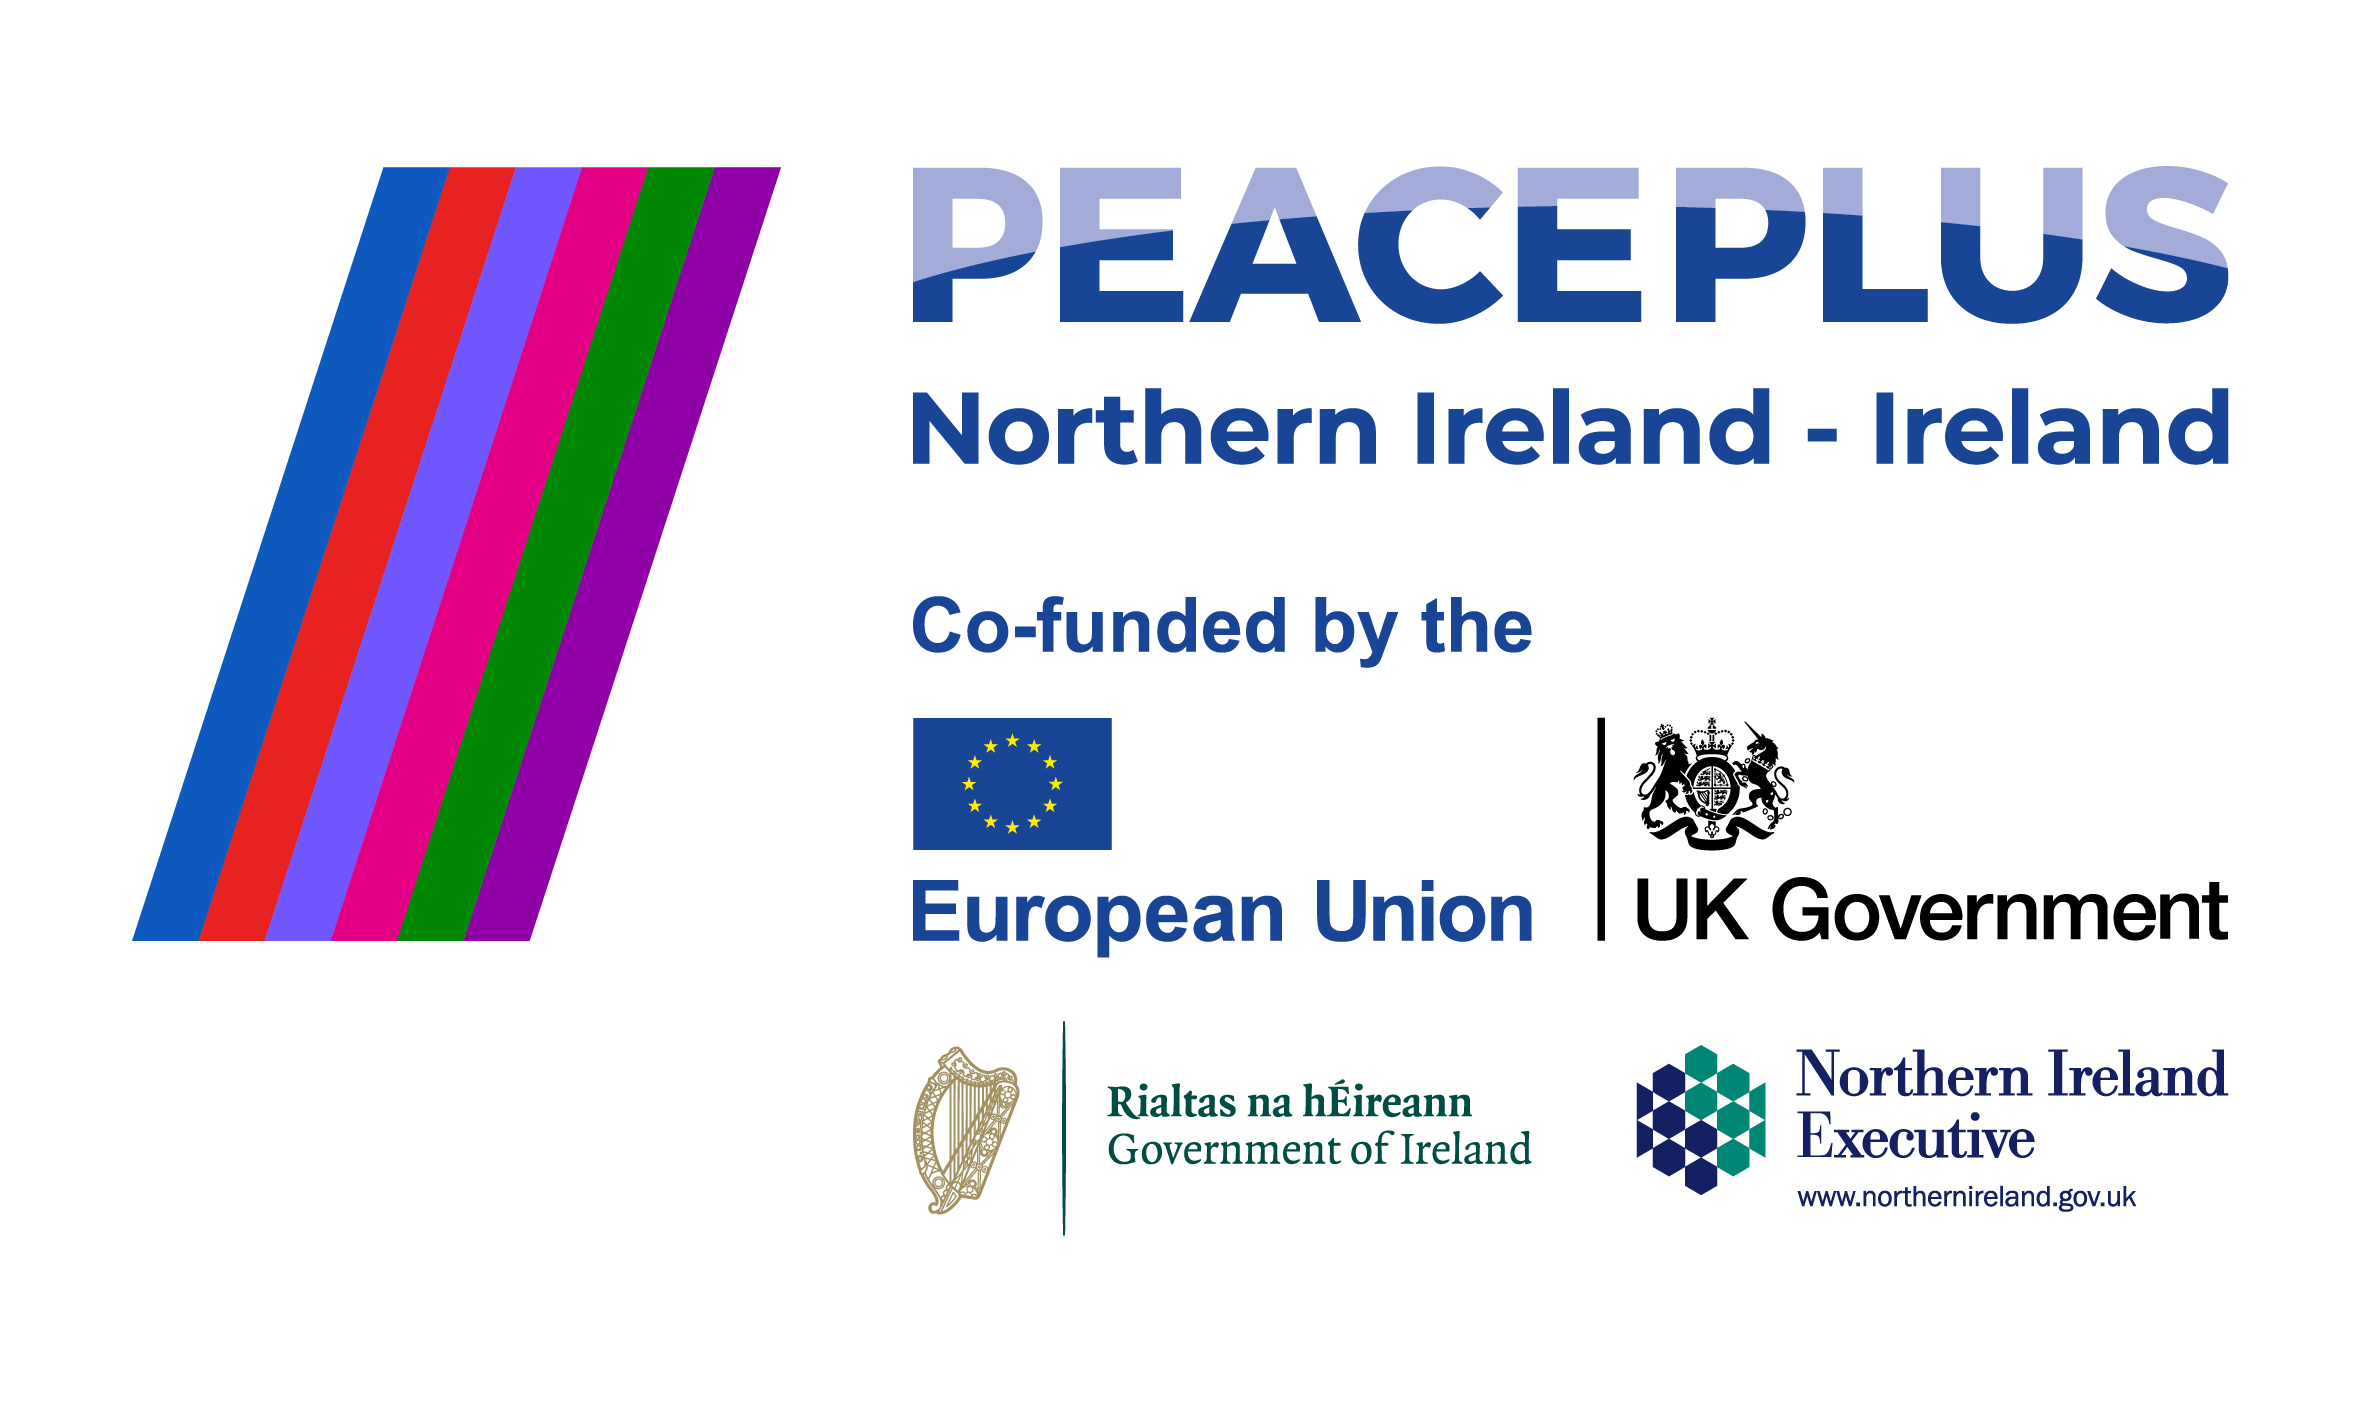 PEACEPLUS
Northern Ireland - Ireland
Co-funded by the
European Union
UK Government
Rialtas na hÉireann
Government of Ireland
Northern Ireland
Executive
www.northernireland.gov.uk